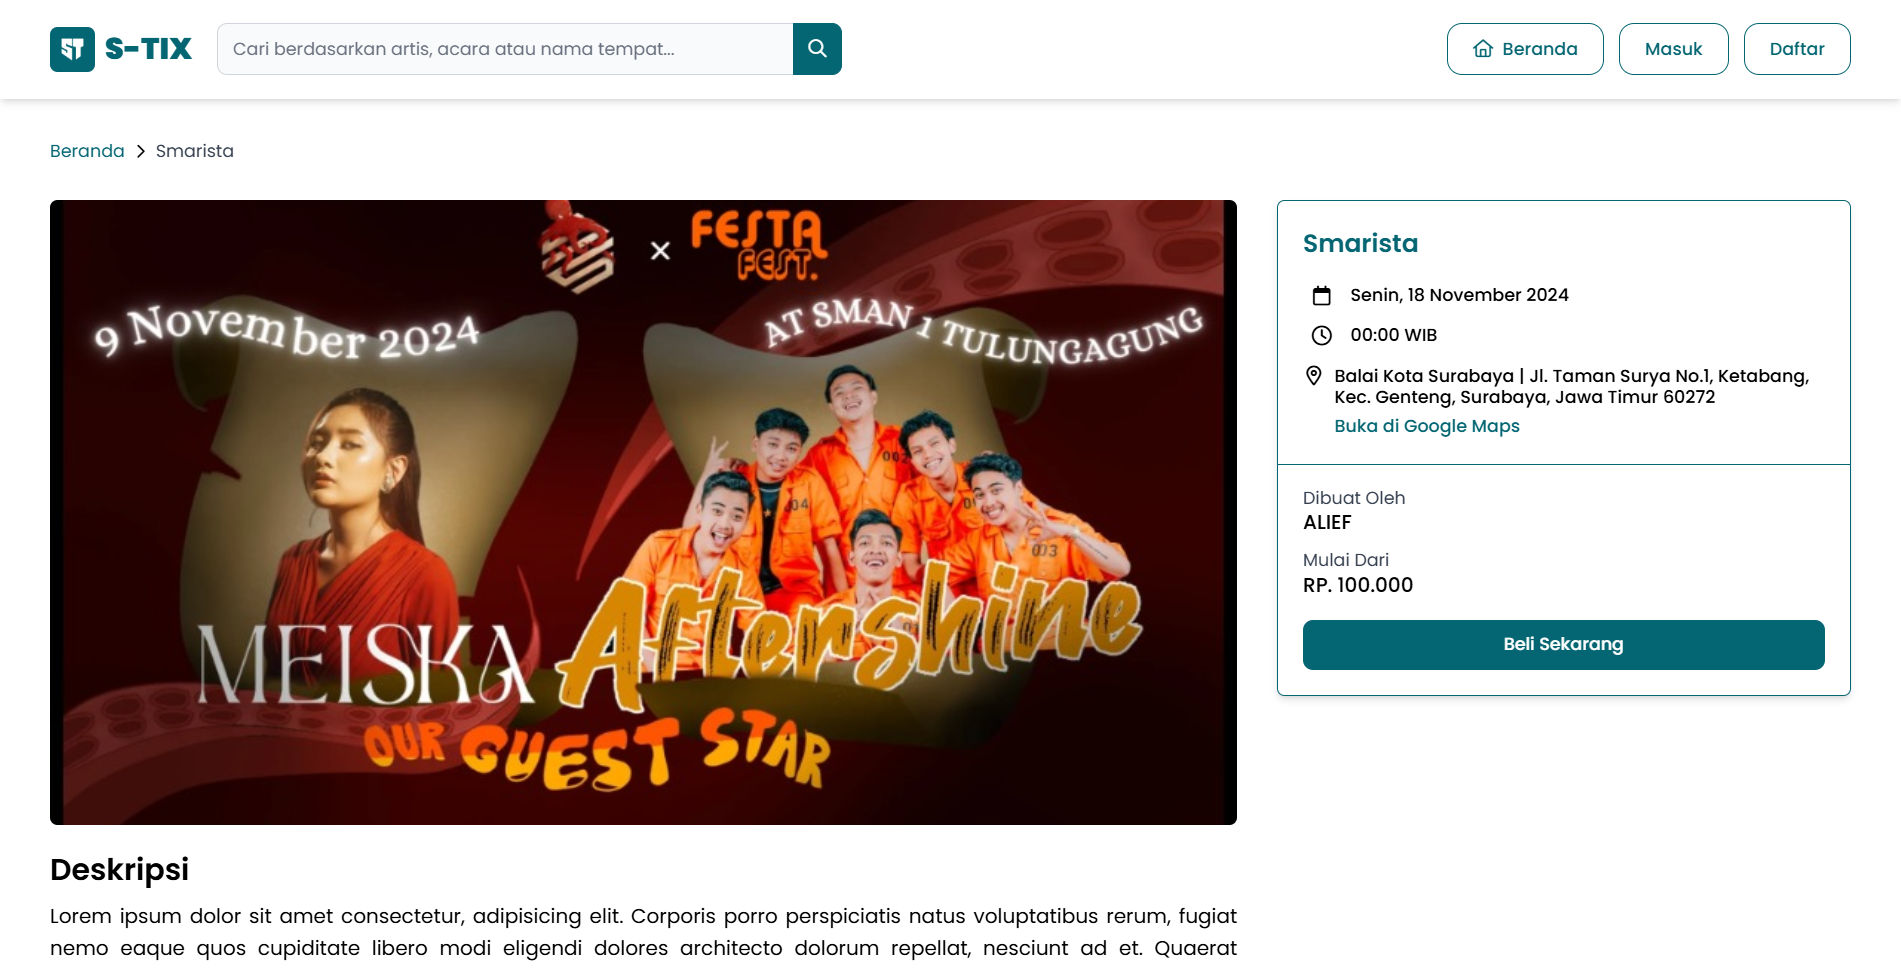 ST S-TIX
Cari berdasarkan artis, acara atau nama tempat...
Beranda
Masuk
Daftar
Beranda > Smarista
FESTA
FEST.
×
9 November 2024
AT SMAN 1 TULUNGAGUNG
002
04
003
MEISKA
Aftershine
OUR GUEST STAR
Smarista
Senin, 18 November 2024
00:00 WIB
Balai Kota Surabaya | Jl. Taman Surya No.1, Ketabang,
Kec. Genteng, Surabaya, Jawa Timur 60272
Buka di Google Maps
Dibuat Oleh
ALIEF
Mulai Dari
RP. 100.000
Beli Sekarang
Deskripsi
Lorem ipsum dolor sit amet consectetur, adipisicing elit. Corporis porro perspiciatis natus voluptatibus rerum, fugiat
nemo eaque quos cupiditate libero modi eligendi dolores architecto dolorum repellat, nesciunt ad et. Quaerat